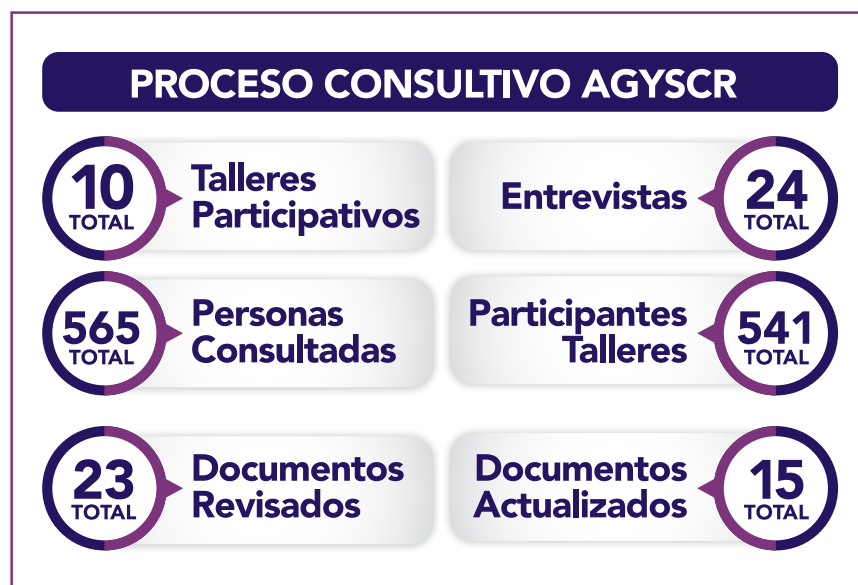 PROCESO CONSULTIVO AGYSCR
10
TOTAL
Talleres
Participativos
Entrevistas
24
TOTAL
565
TOTAL
Personas
Consultadas
Participantes
Talleres
541
TOTAL
23
TOTAL
Documentos
Revisados
Documentos
Actualizados
15
TOTAL